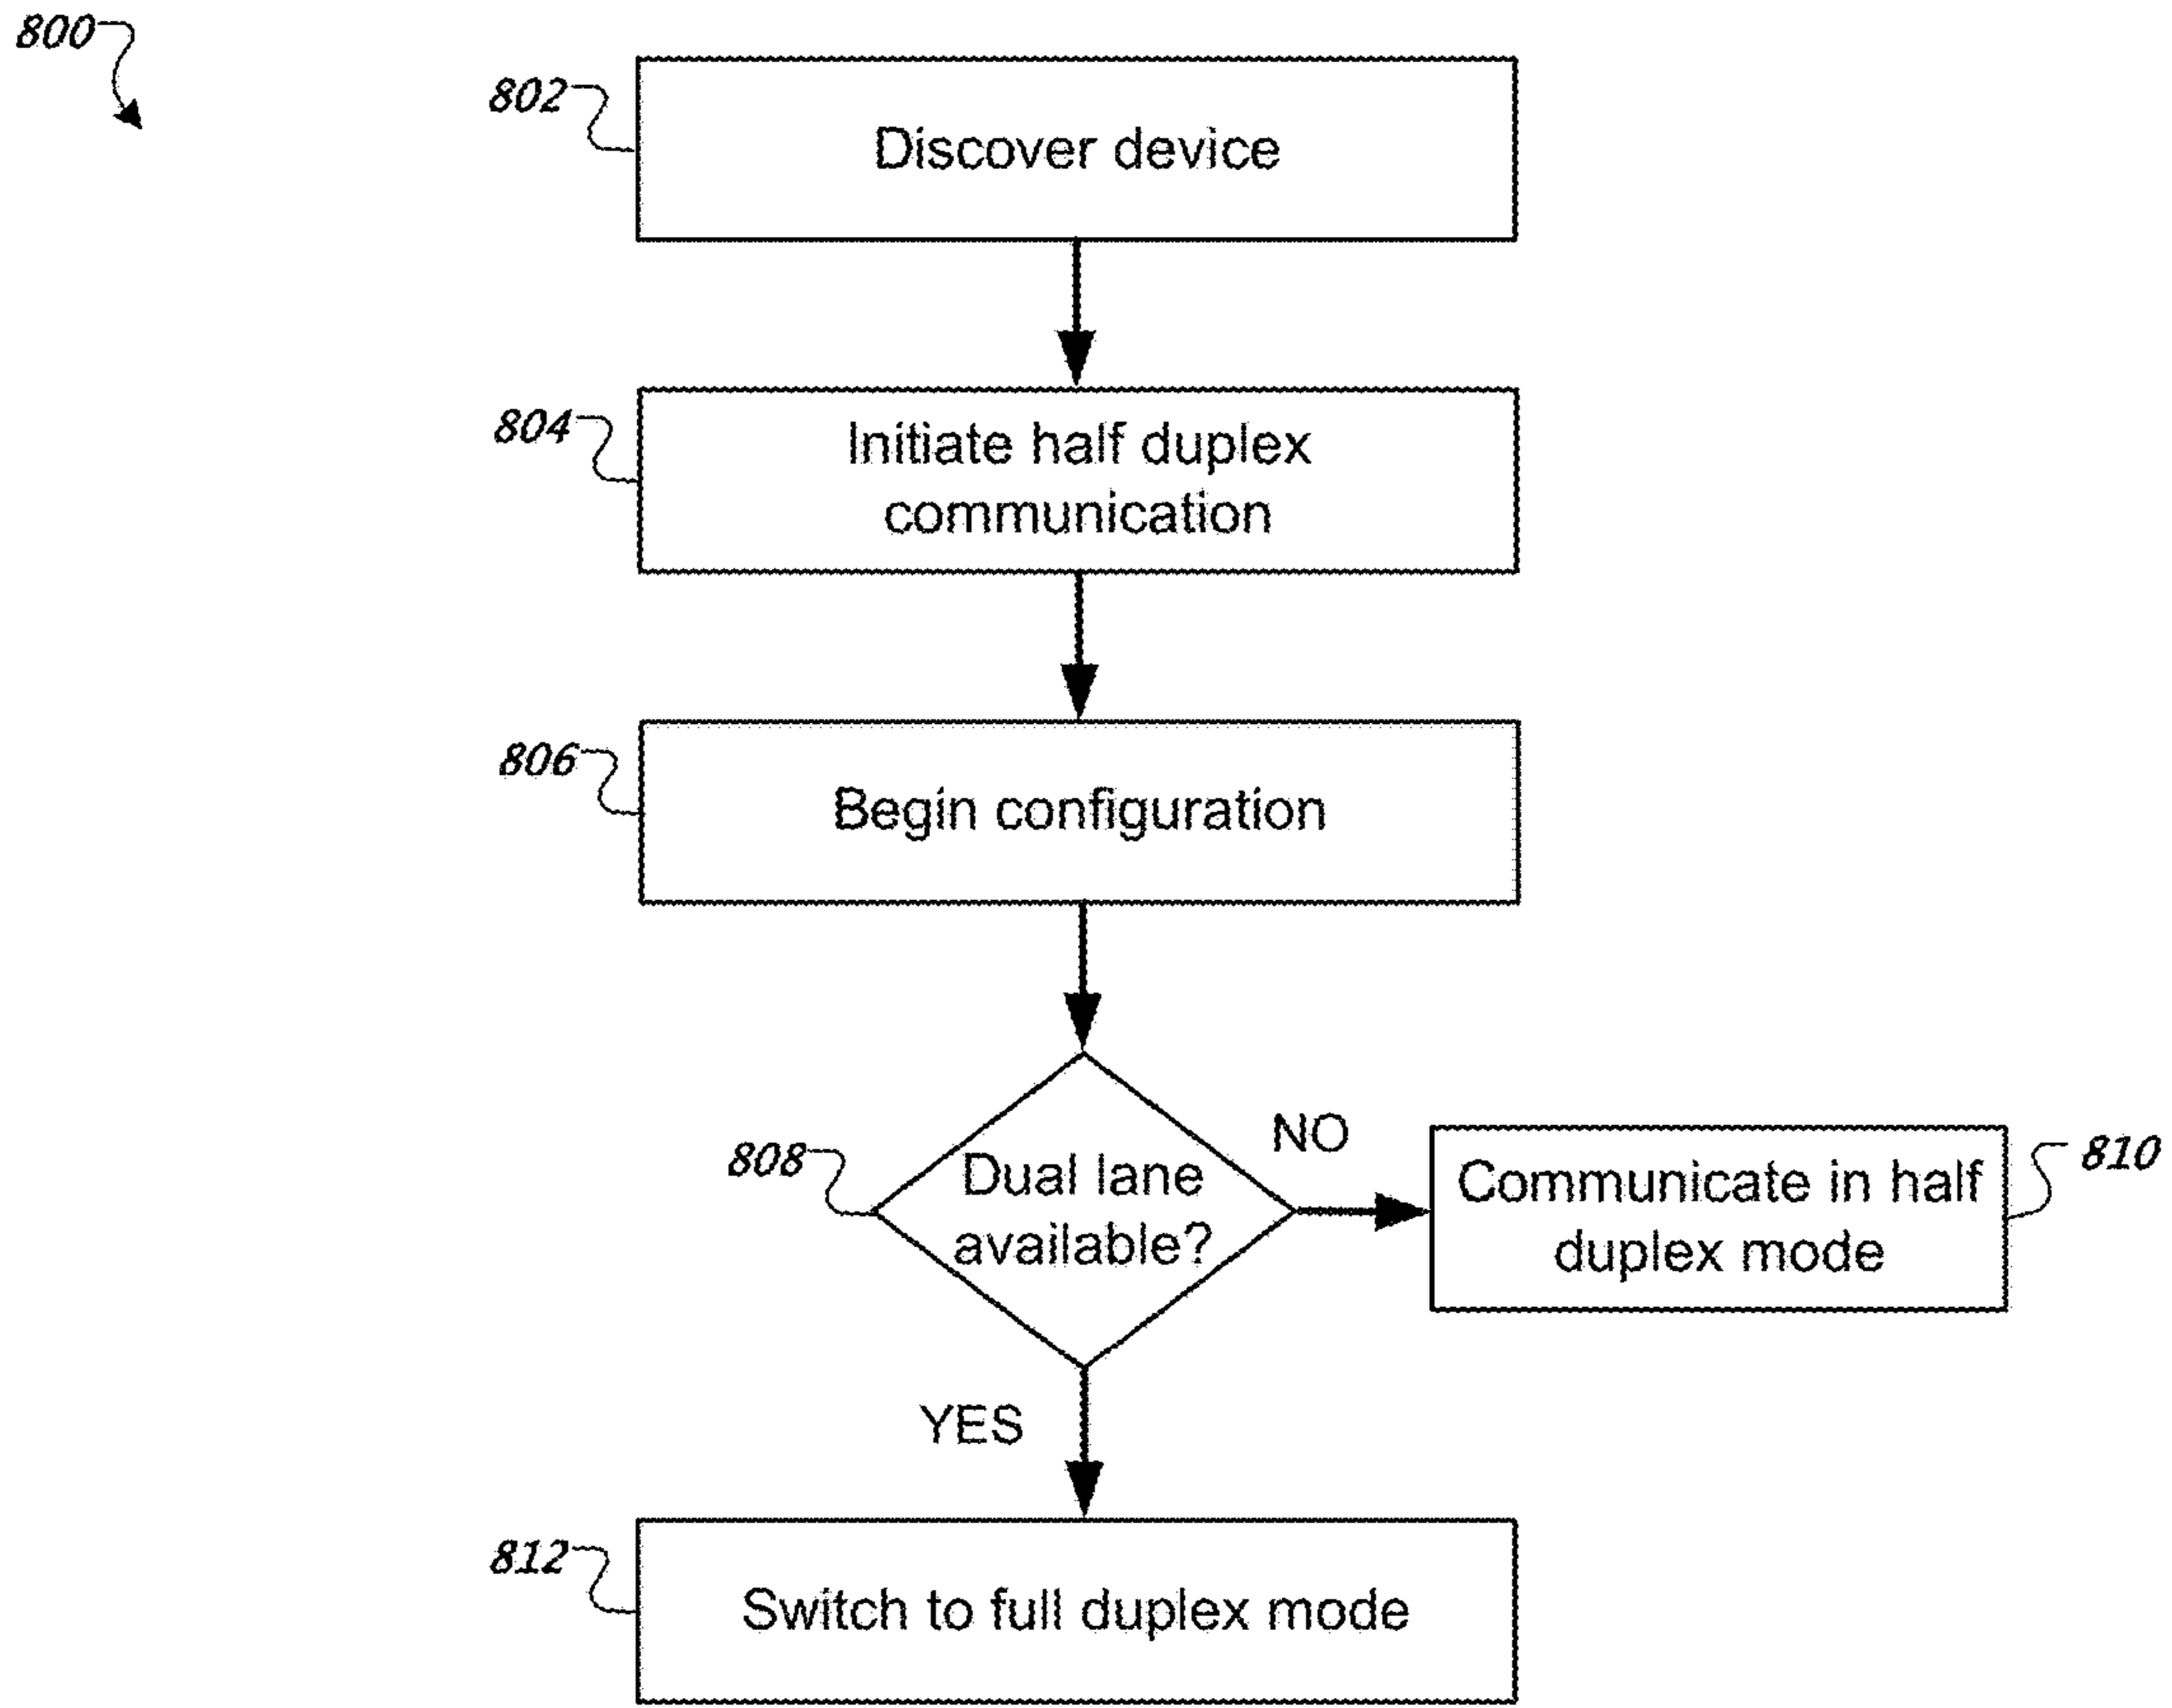 800
802
Discover device
804
Initiate half duplex
communication
806
Begin configuration
808
Dual lane
available?
NO
Communicate in half
duplex mode
810
YES
812
Switch to full duplex mode